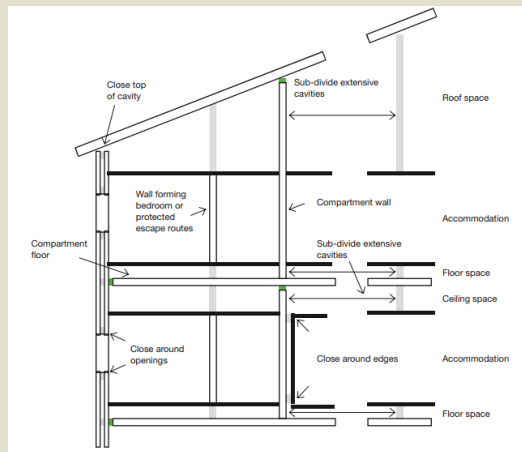 Close top
of cavity
Sub-divide extensive
cavities
Roof space
Wall forming
bedroom or
protected
escape routes
Compartment wall
Accommodation
Compartment
floor
Sub-divide extensive
cavities
Floor space
Ceiling space
Close around
openings
Close around edges
Accommodation
Floor space